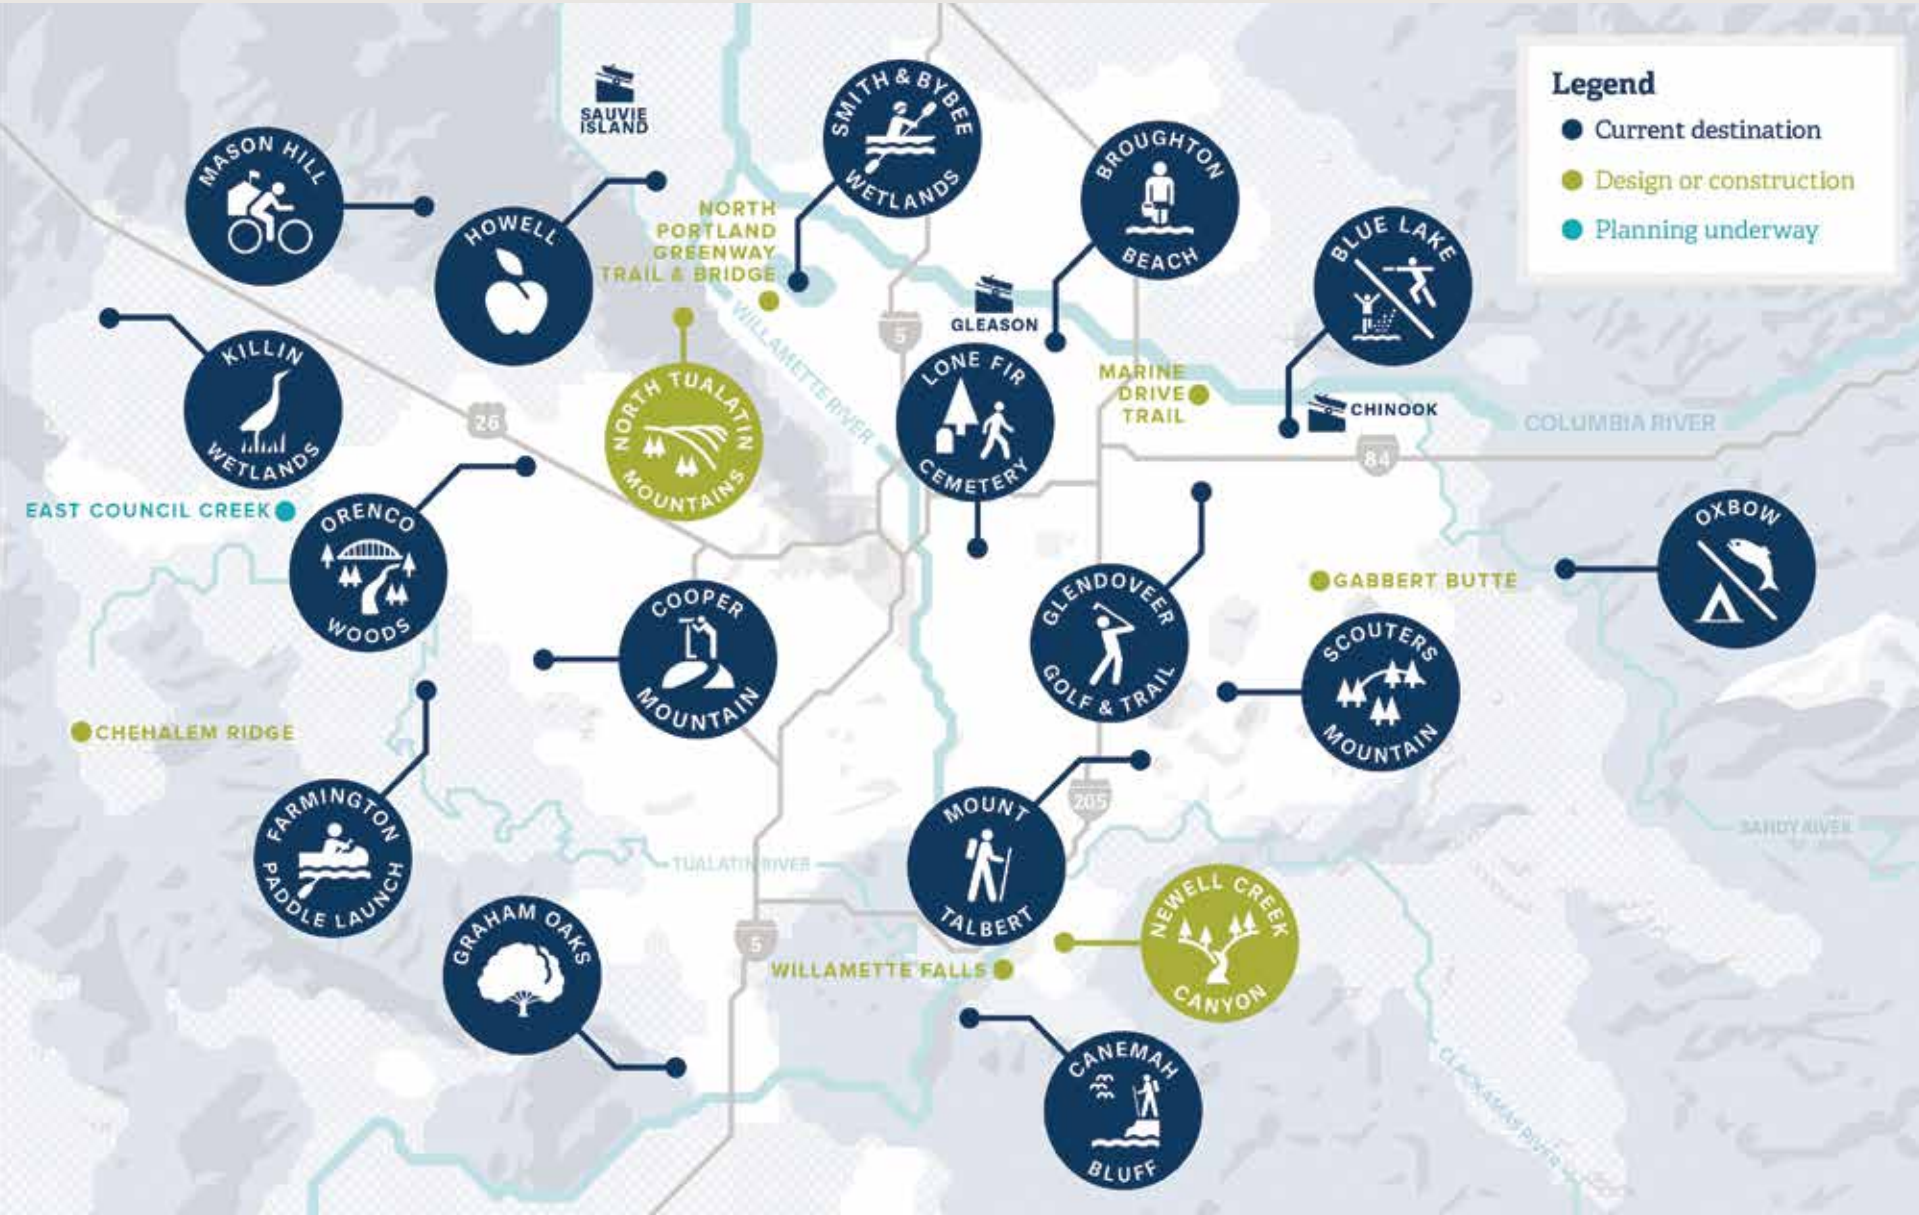 Legend
Current destination
Design or construction
Planning underway
SAUVIE
ISLAND
SMITH & BYBEE
WETLANDS
MASON HILL
HOWELL
NORTH
PORTLAND
GREENWAY
TRAIL & BRIDGE
BROUGHTON
BEACH
BLUE LAKE
GLEASON
5
WILLAMETTE RIVER
KILLIN
WETLANDS
26
NORTH TUALATIN
MOUNTAINS
LONE FIR
CEMETERY
MARINE
DRIVE
TRAIL
CHINOOK
COLUMBIA RIVER
84
EAST COUNCIL CREEK
ORENCO
WOODS
OXBOW
COOPER
MOUNTAIN
GLENDOVEER
GOLF & TRAIL
GABBERT BUTTE
SCOUTERS
MOUNTAIN
CHEHALEM RIDGE
FARMINGTON
PADDLE LAUNCH
205
MOUNT
TALBERT
SANDY RIVER
TUALATIN RIVER
GRAHAM OAKS
5
WILLAMETTE FALLS
NEWELL CREEK
CANYON
CANEMAH
BLUFF
CLACKAMAS RIVER